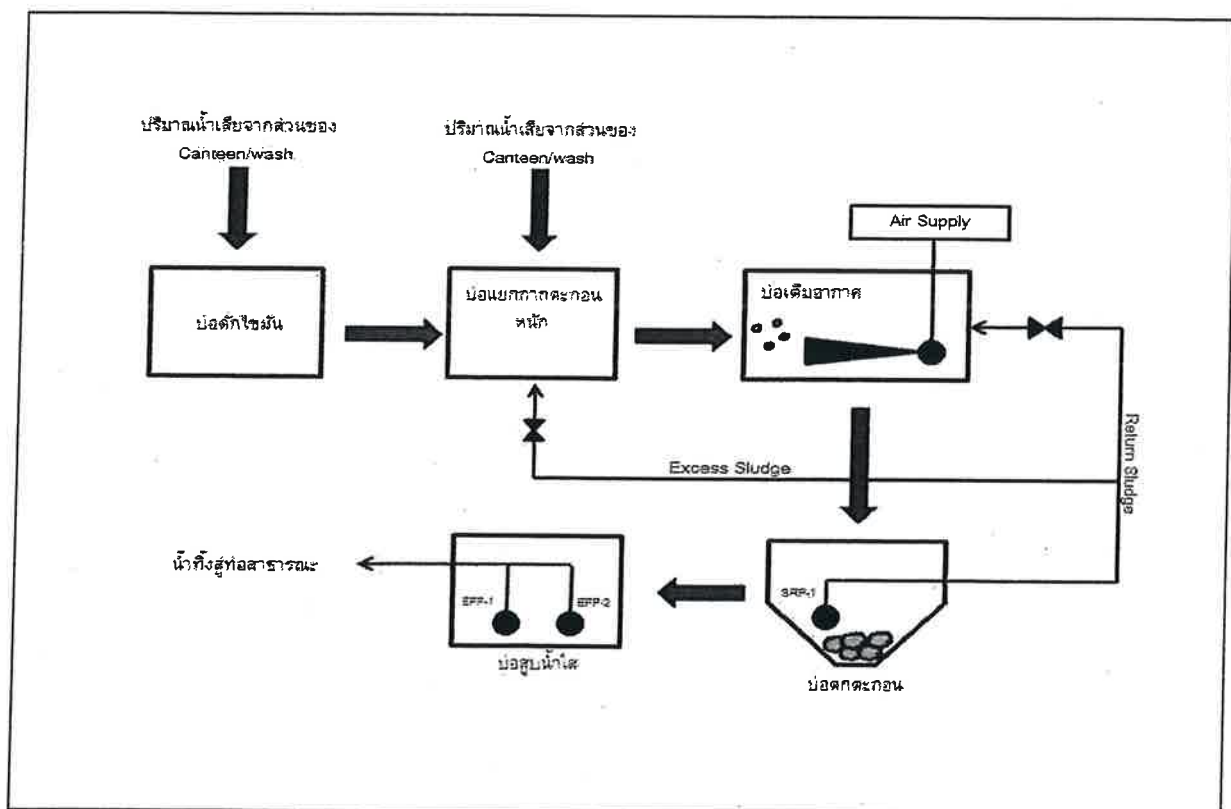 ปริมาณน้ำเสียจากส่วนของ
Canteen/wash
ปริมาณน้ำเสียจากส่วนของ
Canteen/wash
Air Supply
บ่อดักไขมัน
บ่อแยกกากตะกอน
หนัก
บ่อเติมอากาศ
Return Sludge
Excess Sludge
น้ำทิ้งสู่ท่อสาธารณะ
EFP-1
EFP-2
SRP-1
บ่อสูบน้ำใส
บ่อตกตะกอน